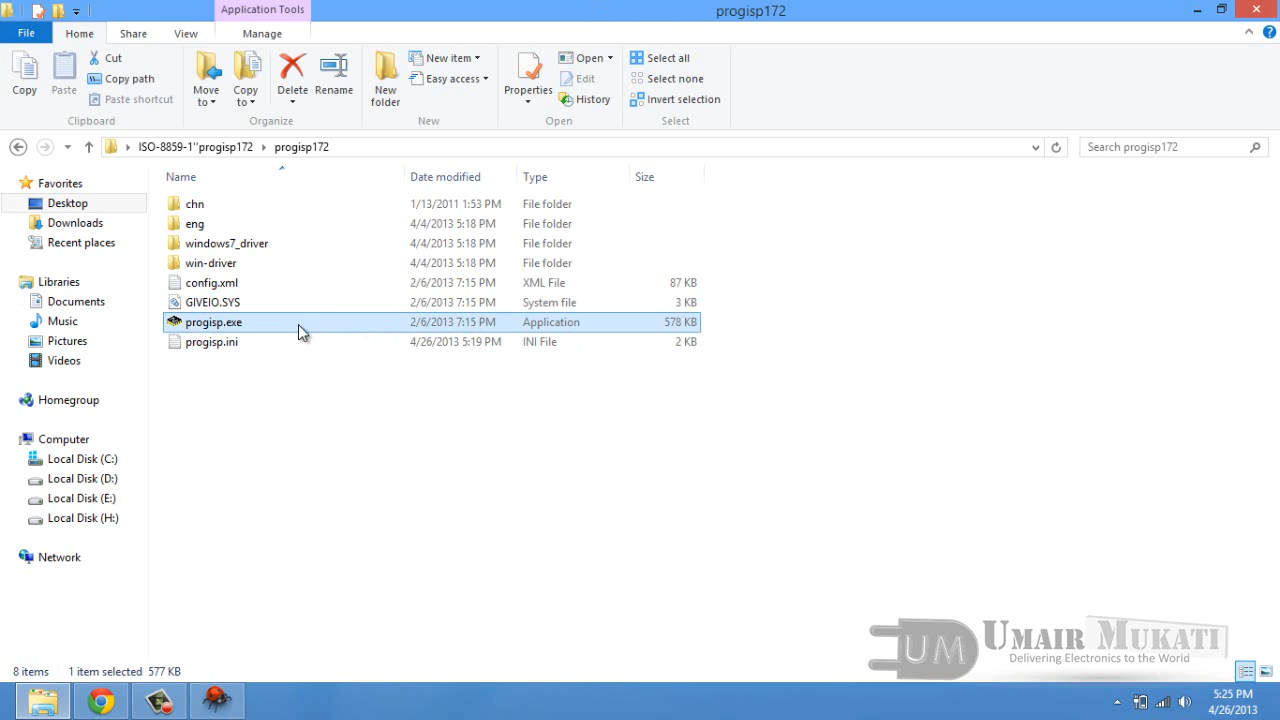 Application Tools
progisp172
File
Home
Share
View
Manage
Copy
Paste
Cut
Copy path
Paste shortcut
Clipboard
Move to
Copy to
Delete
Rename
Organize
New folder
New item
Easy access
New
Properties
Open
Edit
History
Open
Select all
Select none
Invert selection
Select
ISO-8859-1''progisp172
progisp172
Search progisp172
Name
Date modified
Type
Size
Favorites
Desktop
Downloads
Recent places
Libraries
Documents
Music
Pictures
Videos
Homegroup
Computer
Local Disk (C:)
Local Disk (D:)
Local Disk (E:)
Local Disk (H:)
Network
chn 1/13/2011 1:53 PM File folder
eng 4/4/2013 5:18 PM File folder
windows7_driver 4/4/2013 5:18 PM File folder
win-driver 4/4/2013 5:18 PM File folder
config.xml 2/6/2013 7:15 PM XML File 87 KB
GIVEIO.SYS 2/6/2013 7:15 PM System file 3 KB
progisp.exe 2/6/2013 7:15 PM Application 578 KB
progisp.ini 4/26/2013 5:19 PM INI File 2 KB
UM
UMAIR MUKATI
Delivering Electronics to the World
8 items 1 item selected 577 KB
5:25 PM
4/26/2013